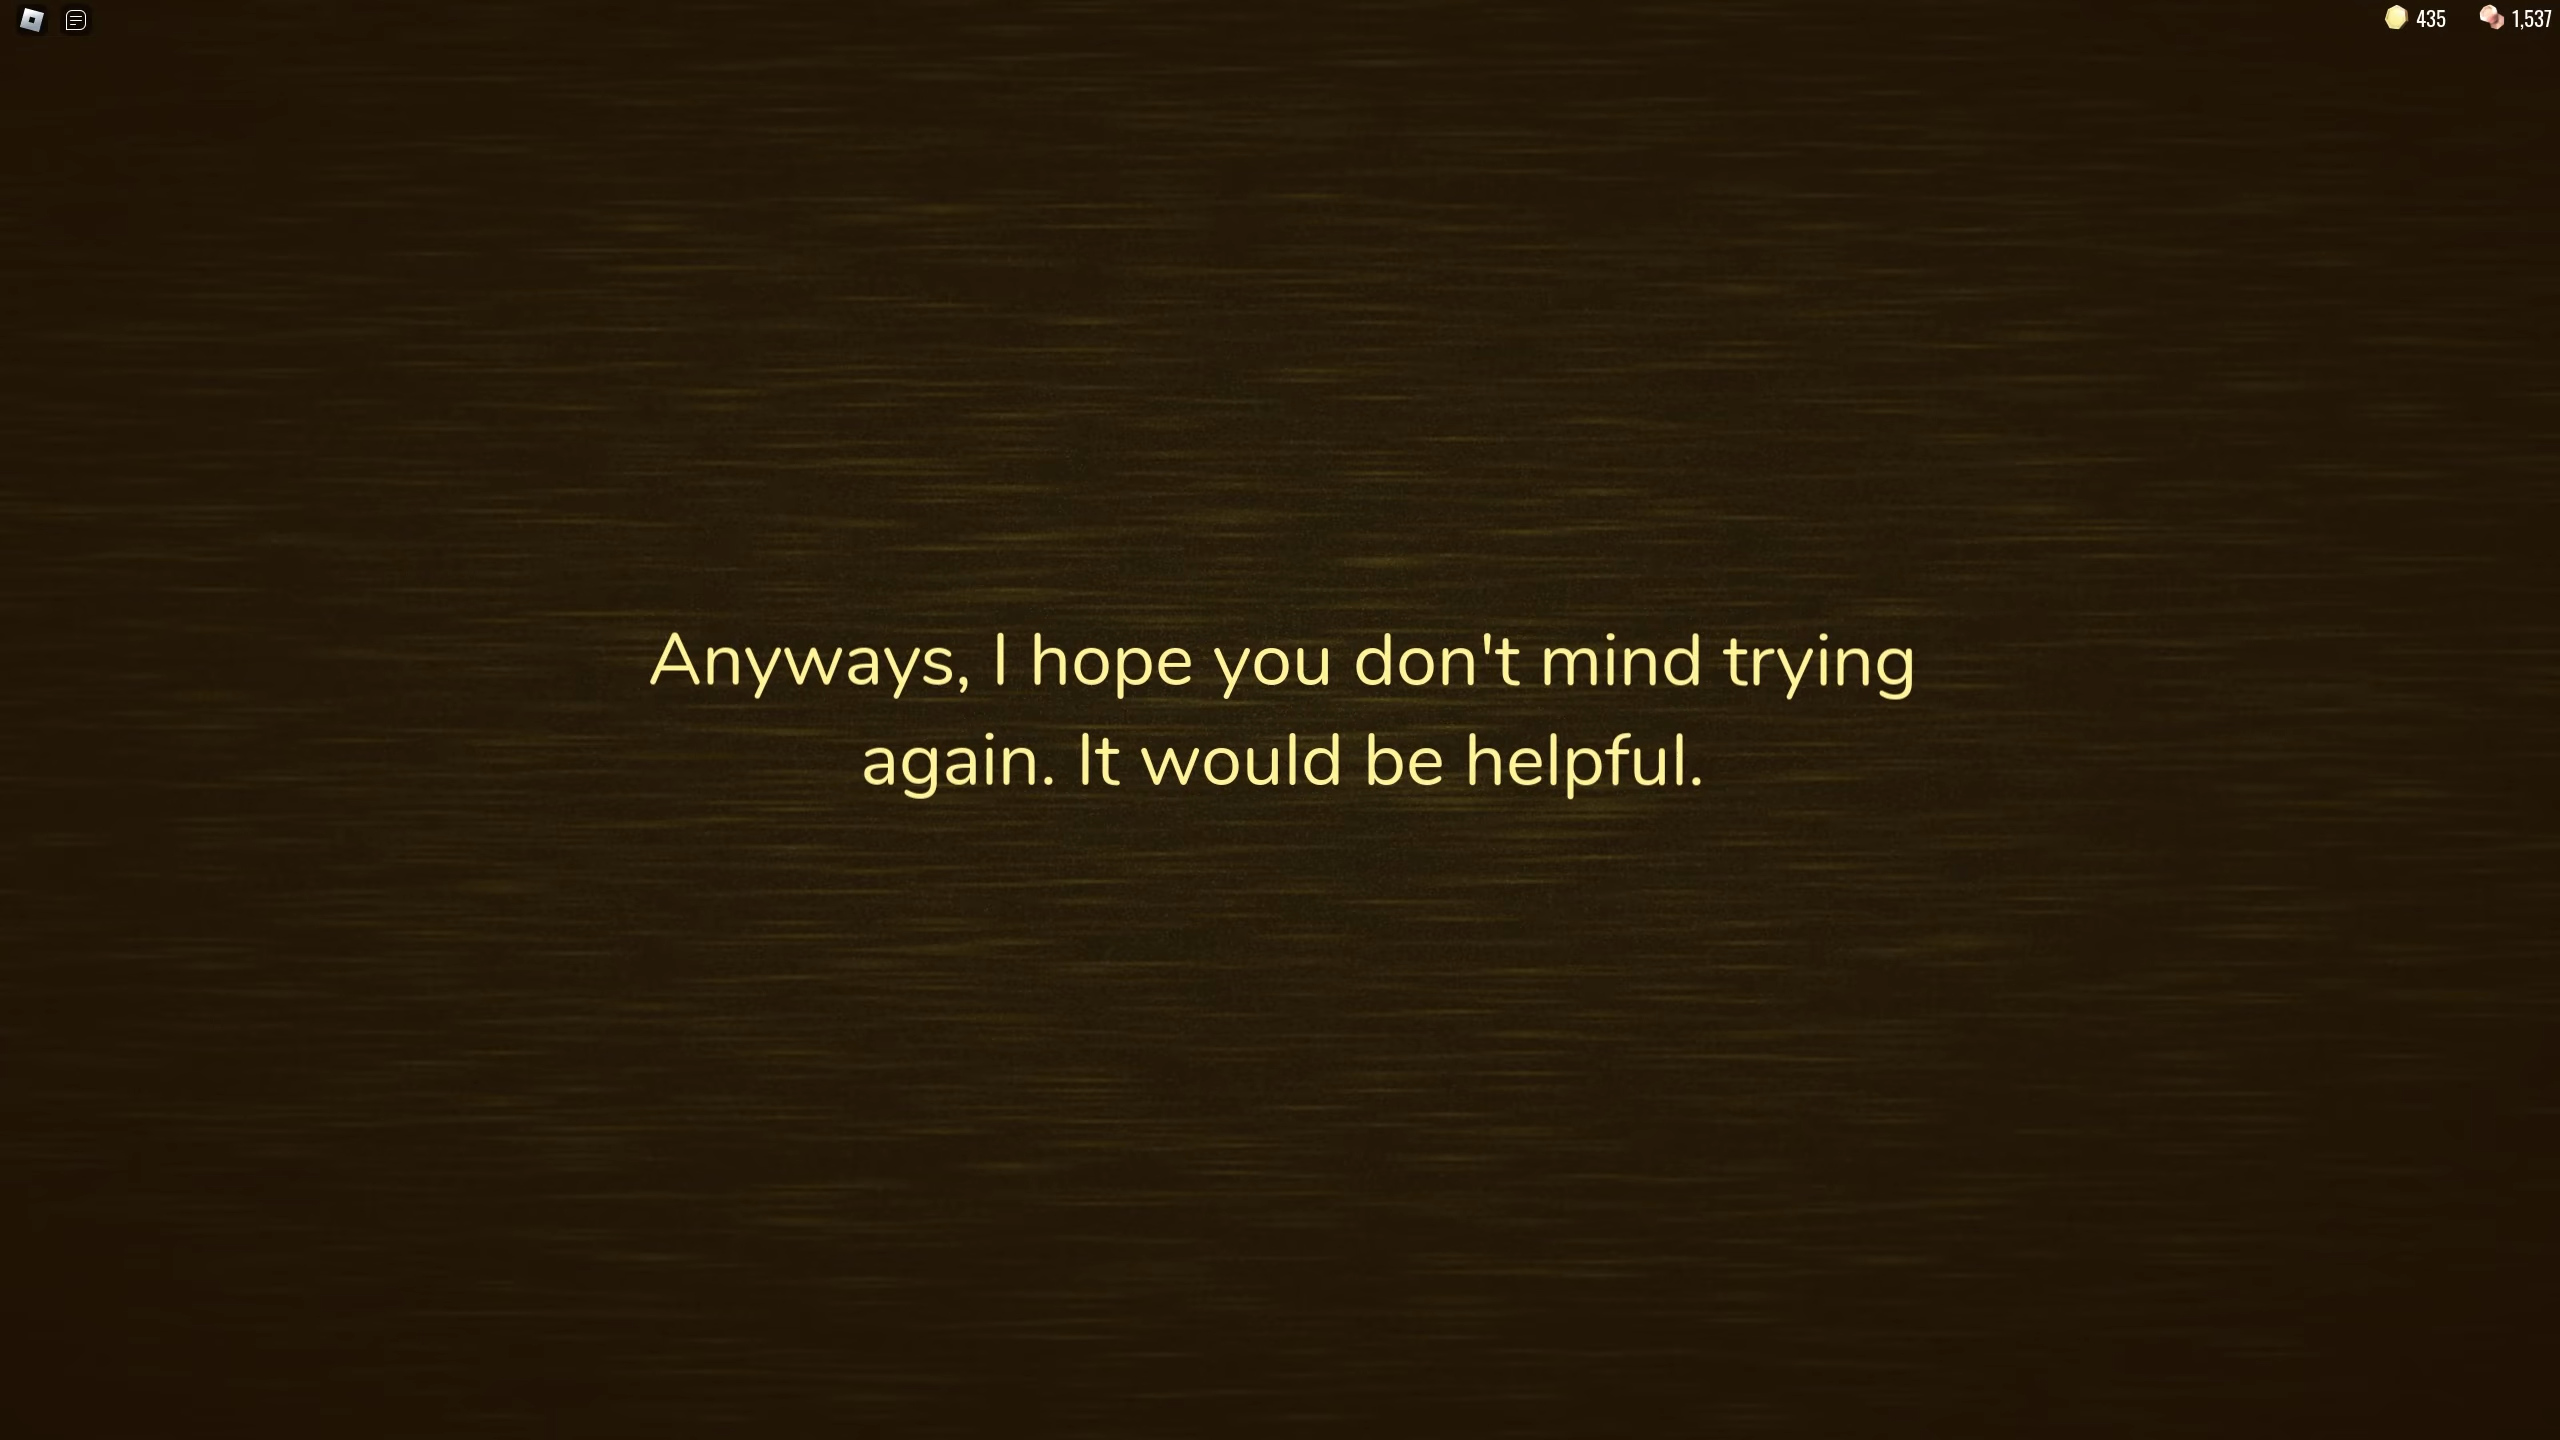 435 1,537
Anyways, I hope you don't mind trying
again. It would be helpful.